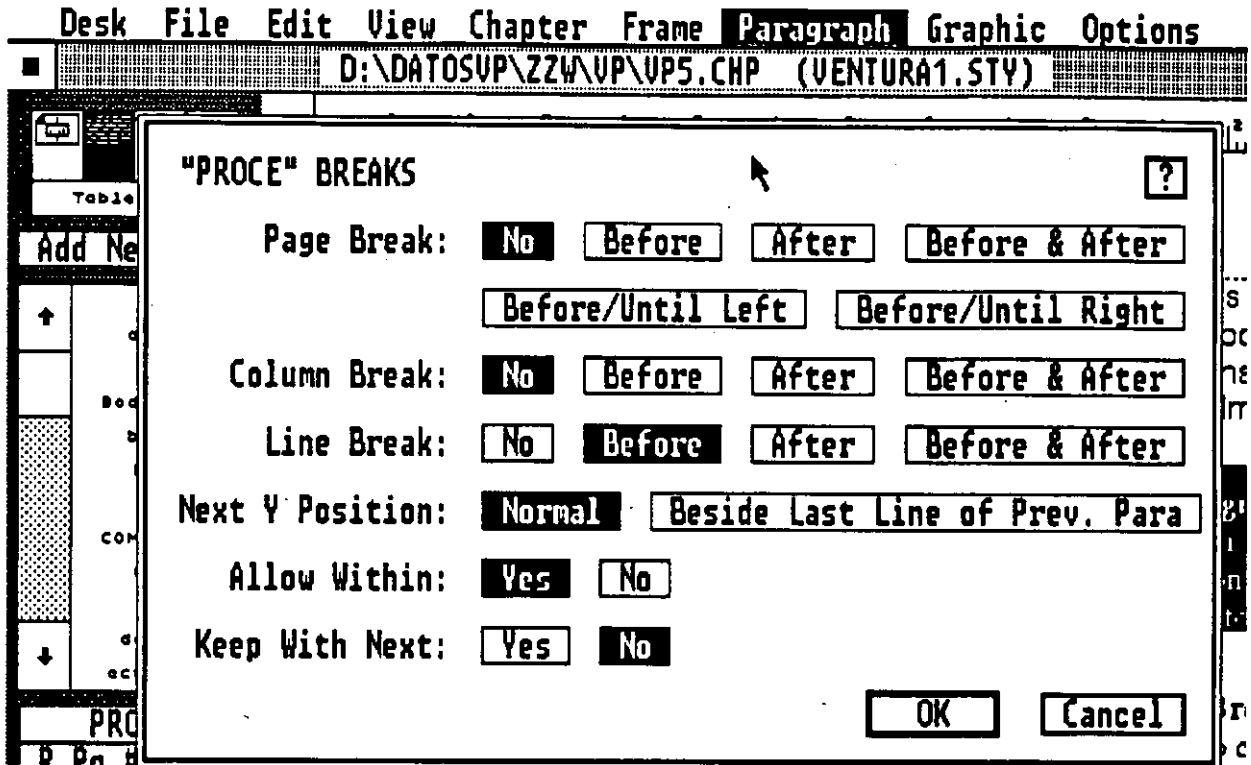 Desk File Edit View Chapter Frame Paragraph Graphic Options
D:\DATOSVP\ZZW\VP\VP5.CHP (VENTURA1.STY)
"PROCE" BREAKS ?
Table
Add Ne
Page Break: No Before After Before & After
Before/Until Left Before/Until Right
Column Break: No Before After Before & After
Line Break: No Before After Before & After
Next Y Position: Normal Beside Last Line of Prev. Para
COM
Allow Within: Yes No
Keep With Next: Yes No
OK Cancel
PRO